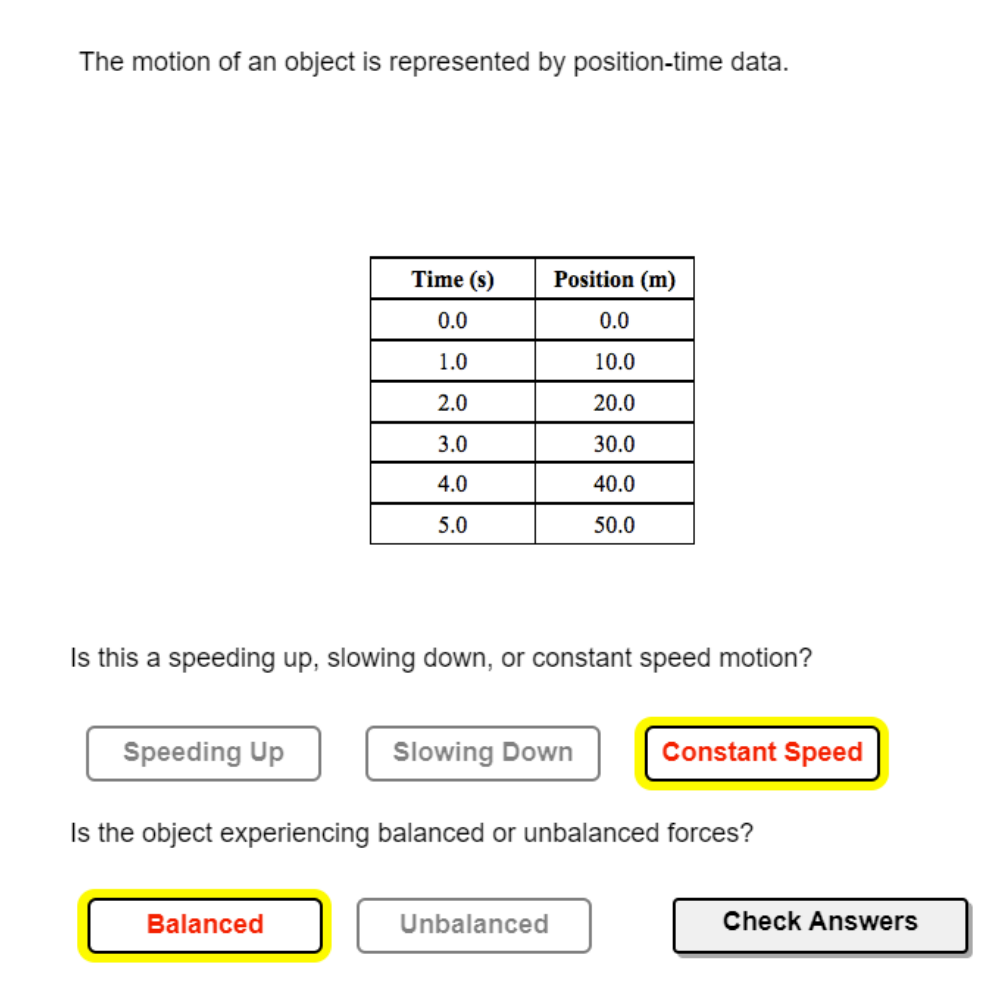 The motion of an object is represented by position-time data.
Time (s) Position (m)
0.0 0.0
1.0 10.0
2.0 20.0
3.0 30.0
4.0 40.0
5.0 50.0
Is this a speeding up, slowing down, or constant speed motion?
Speeding Up Slowing Down Constant Speed
Is the object experiencing balanced or unbalanced forces?
Balanced Unbalanced Check Answers